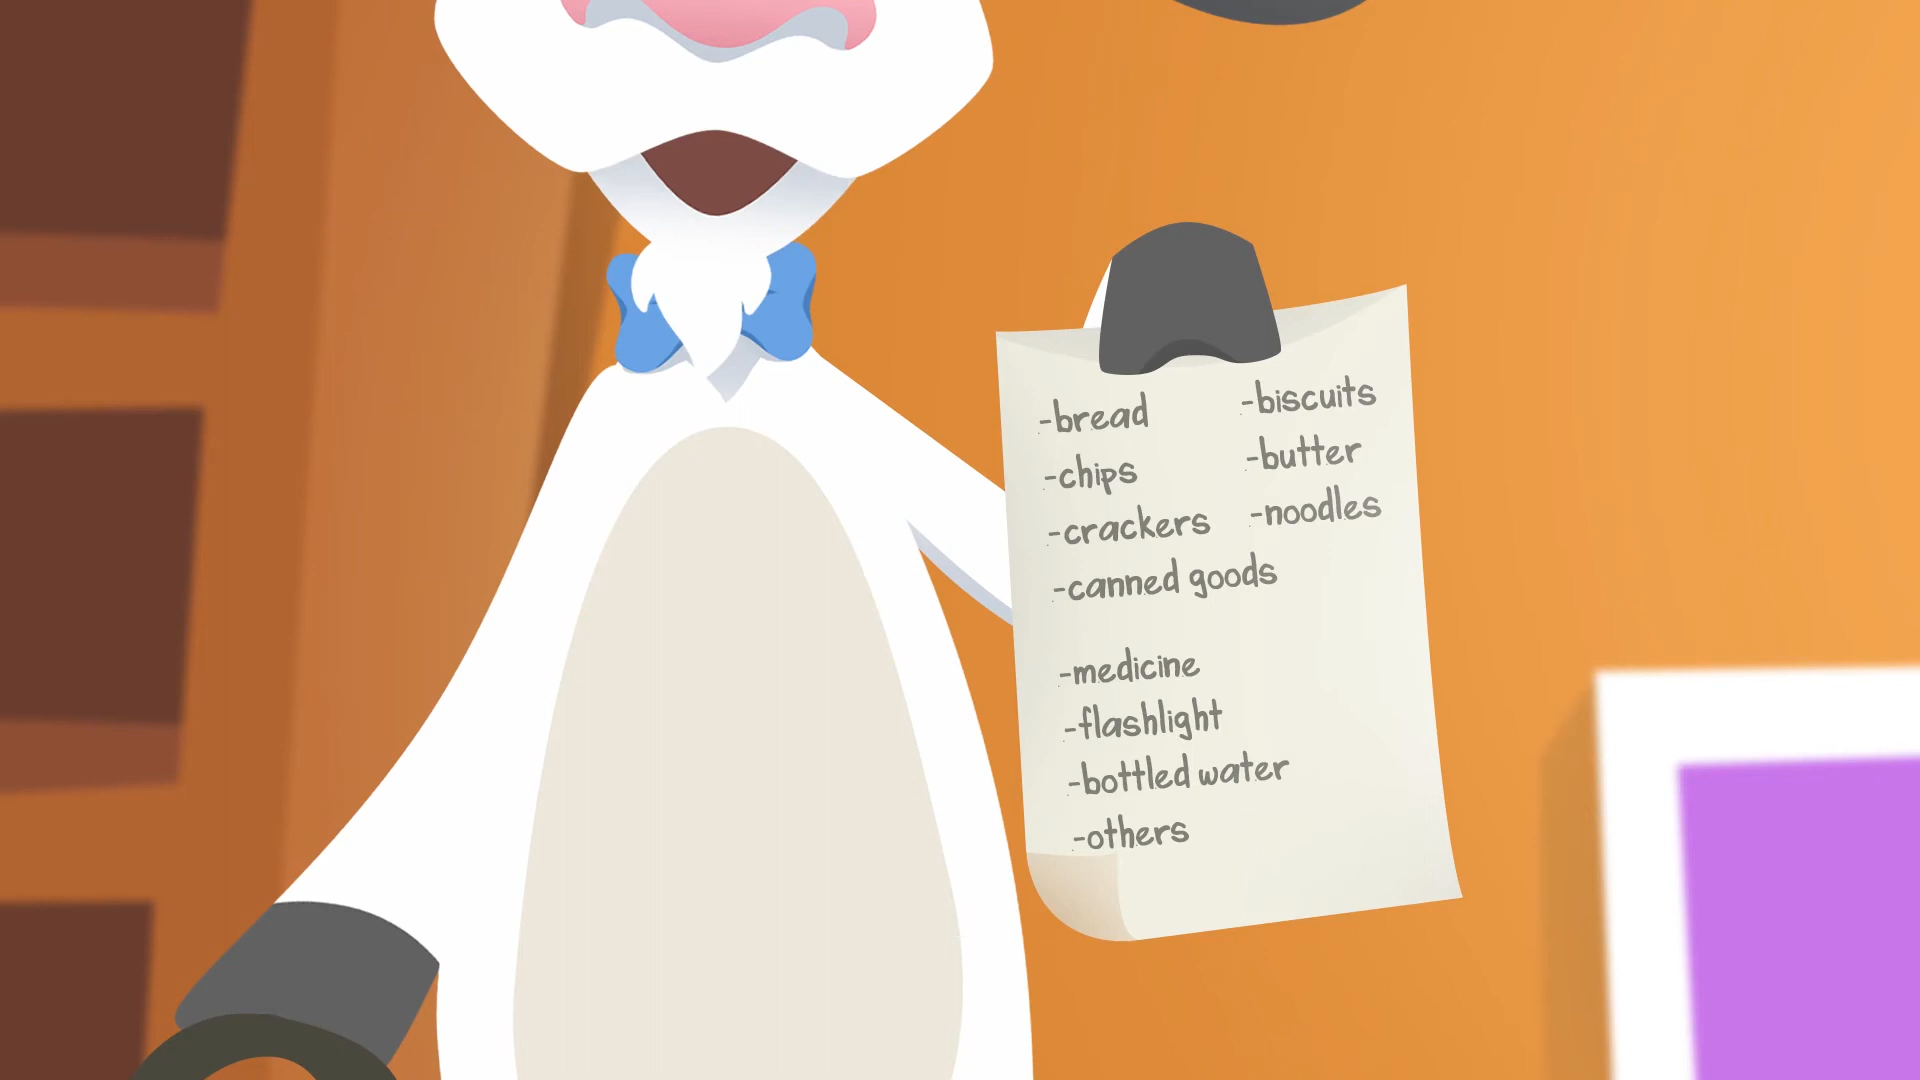 -bread
-chips
-crackers
-canned goods
-biscuits
-butter
-noodles
-medicine
-flashlight
-bottled water
-others